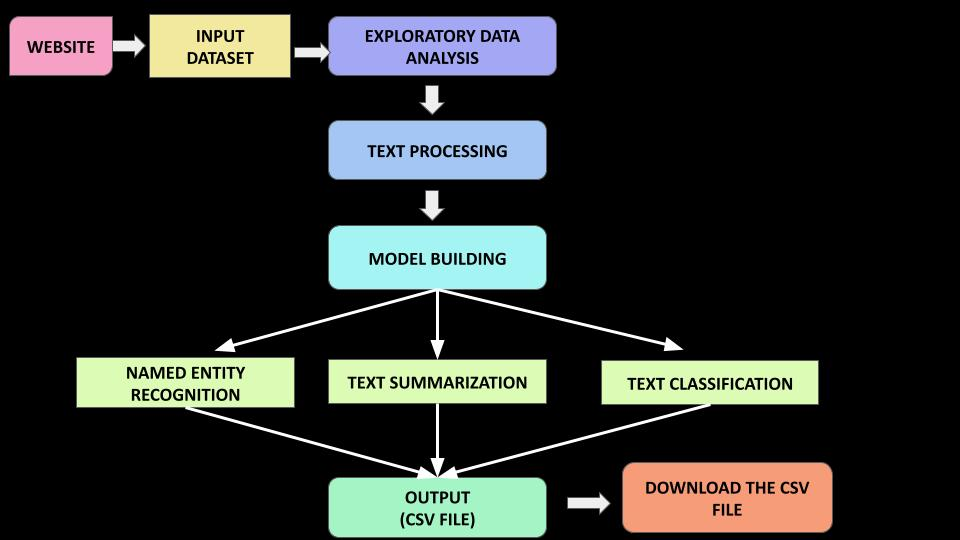 WEBSITE
INPUT
DATASET
EXPLORATORY DATA
ANALYSIS
TEXT PROCESSING
MODEL BUILDING
NAMED ENTITY
RECOGNITION
TEXT SUMMARIZATION
TEXT CLASSIFICATION
OUTPUT
(CSV FILE)
DOWNLOAD THE CSV
FILE